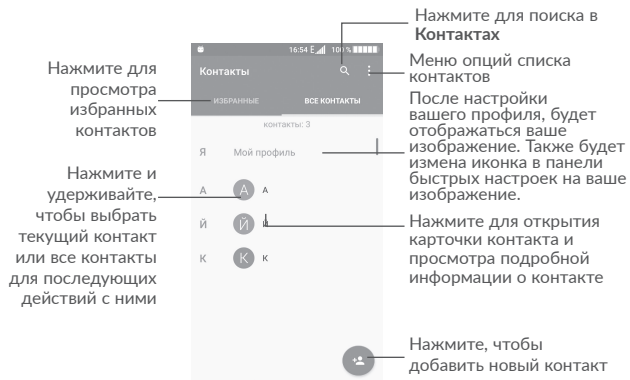 Нажмите для поиска в
Контактах
Меню опций списка
контактов
После настройки
вашего профиля, будет
отображаться ваше
изображение. Также будет
измена иконка в панели
быстрых настроек на ваше
изображение.
Нажмите для открытия
карточки контакта и
просмотра подробной
информации о контакте
Нажмите, чтобы
добавить новый контакт
Нажмите для
просмотра
избранных
контактов
Нажмите и
удерживайте,
чтобы выбрать
текущий контакт
или все контакты
для последующих
действий с ними
16:54 E 100 %
Контакты
ИЗБРАННЫЕ ВСЕ КОНТАКТЫ
контакты: 3
Я Мой профиль
А А А
Й Й Й
К К К